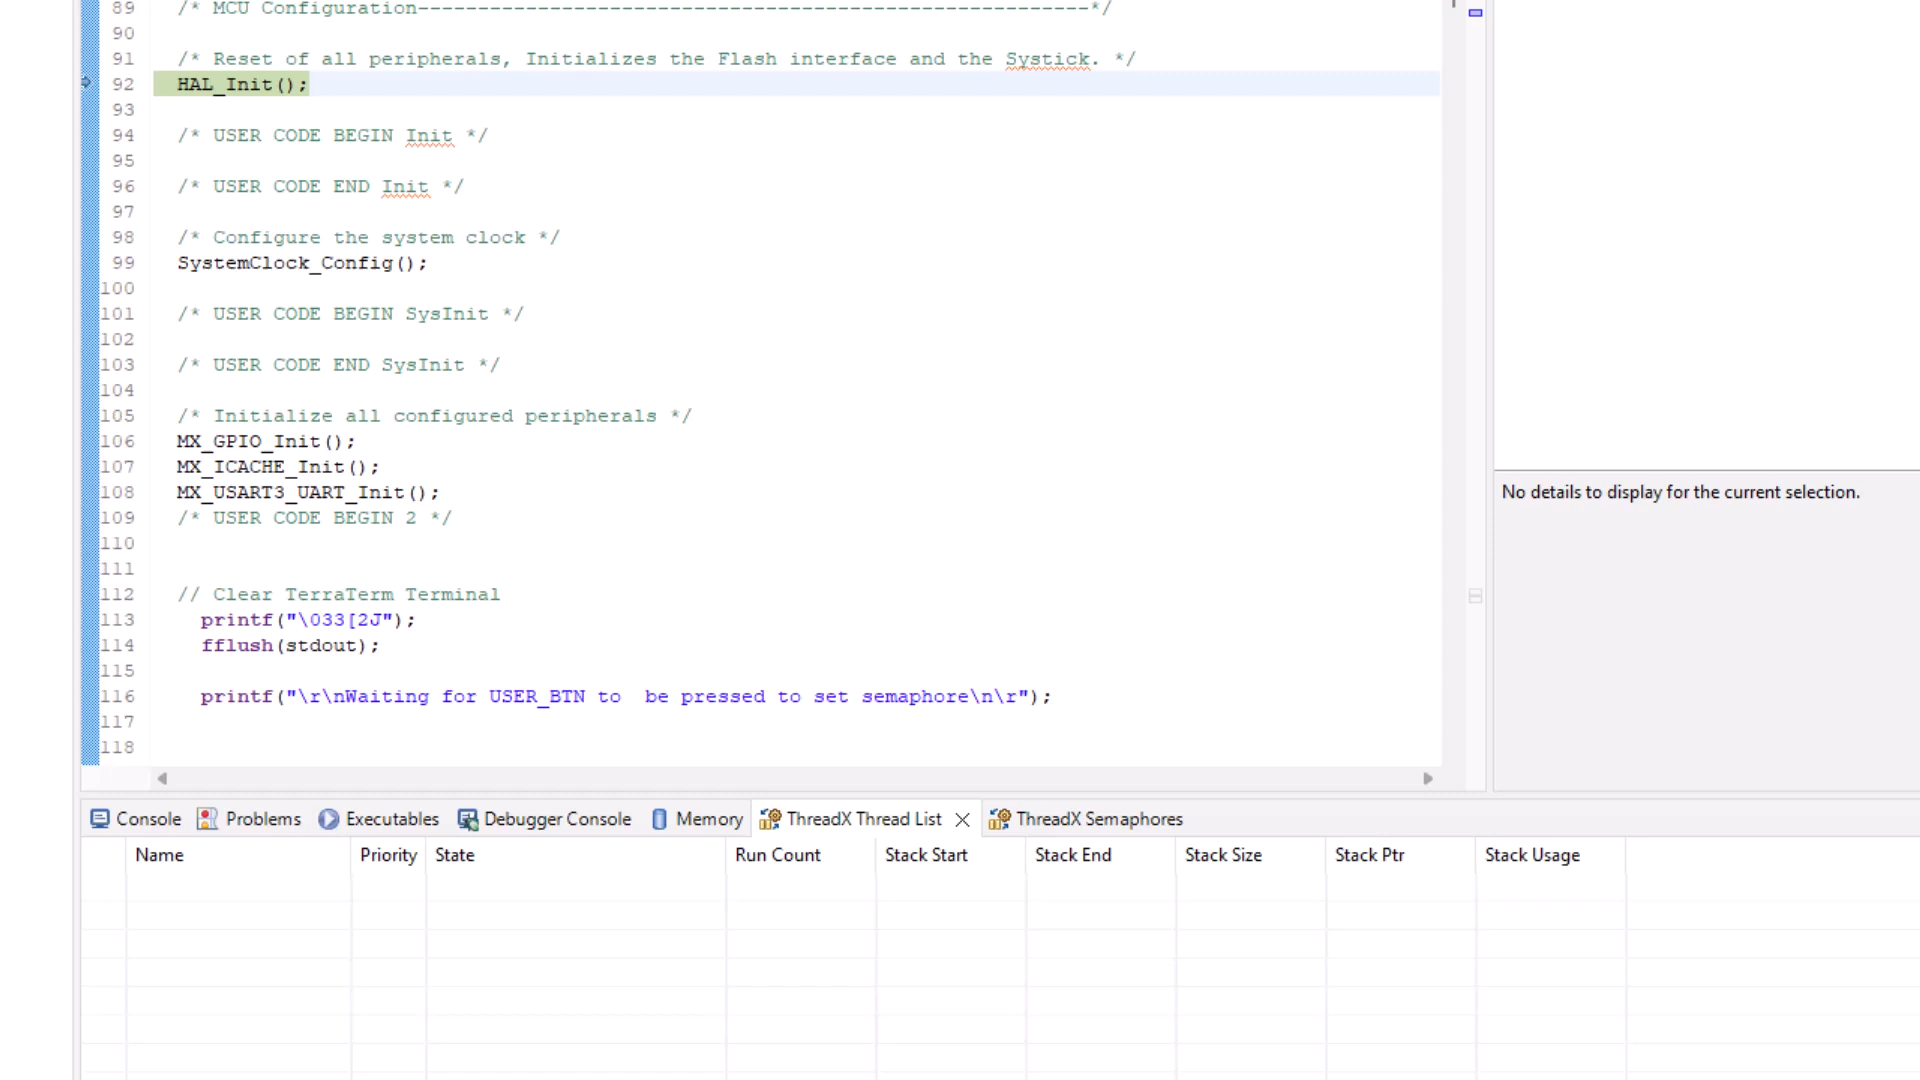 89 /* MCU Configuration--------------------------------------------------------*/
90
91 /* Reset of all peripherals, Initializes the Flash interface and the Systick. */
92 HAL_Init();
93
94 /* USER CODE BEGIN Init */
95
96 /* USER CODE END Init */
97
98 /* Configure the system clock */
99 SystemClock_Config();
100
101 /* USER CODE BEGIN SysInit */
102
103 /* USER CODE END SysInit */
104
105 /* Initialize all configured peripherals */
106 MX_GPIO_Init();
107 MX_ICACHE_Init();
108 MX_USART3_UART_Init();
109 /* USER CODE BEGIN 2 */
110
111
112 // Clear TerraTerm Terminal
113 printf("\033[2J");
114 fflush(stdout);
115
116 printf("\r\nWaiting for USER_BTN to  be pressed to set semaphore\n\r");
117
118
No details to display for the current selection.
Console Problems Executables Debugger Console Memory ThreadX Thread List ThreadX Semaphores
Name Priority State Run Count Stack Start Stack End Stack Size Stack Ptr Stack Usage